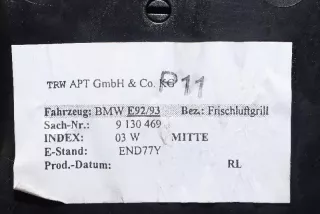 TRW APT GmbH & Co. KG P11
Fahrzeug: BMW E92/93 Bez.: Frischluftgrill
Sach-Nr.: 9 130 469
INDEX: 03 W MITTE
E-Stand: END77Y
Prod.-Datum: RL